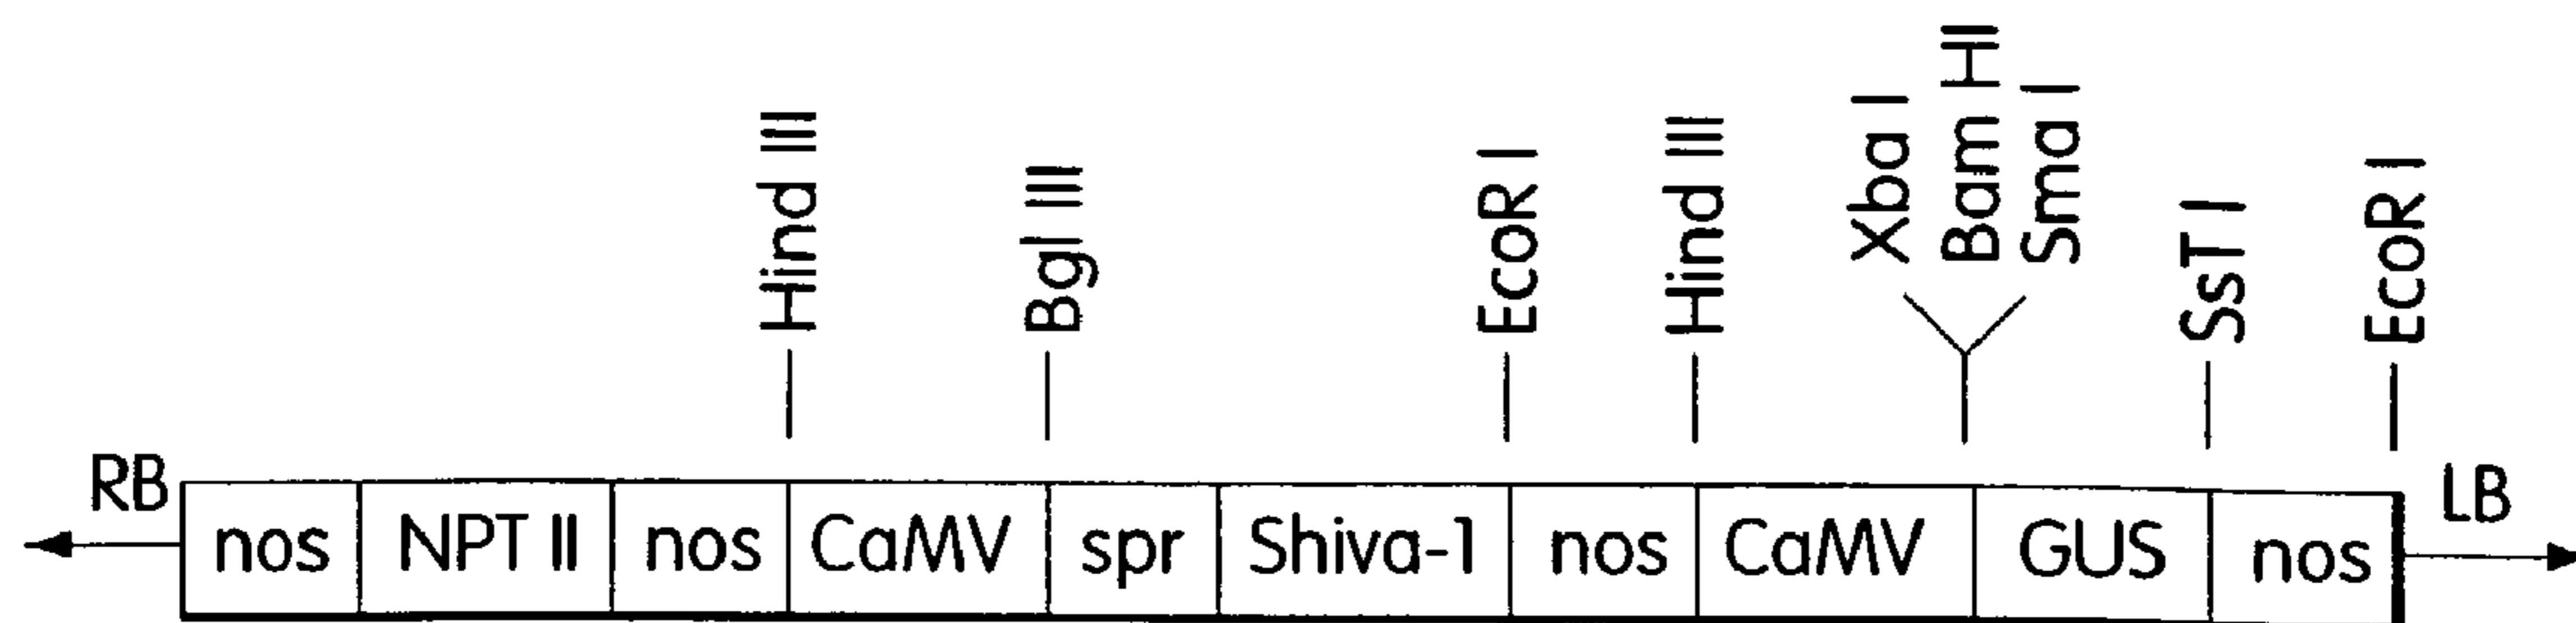 Hind III
Bgl III
EcoR I
Hind III
Xba I
Bam HI
Sma I
SsT I
EcoR I
RB
nos
NPT II
nos
CaMV
spr
Shiva-1
nos
CaMV
GUS
nos
LB